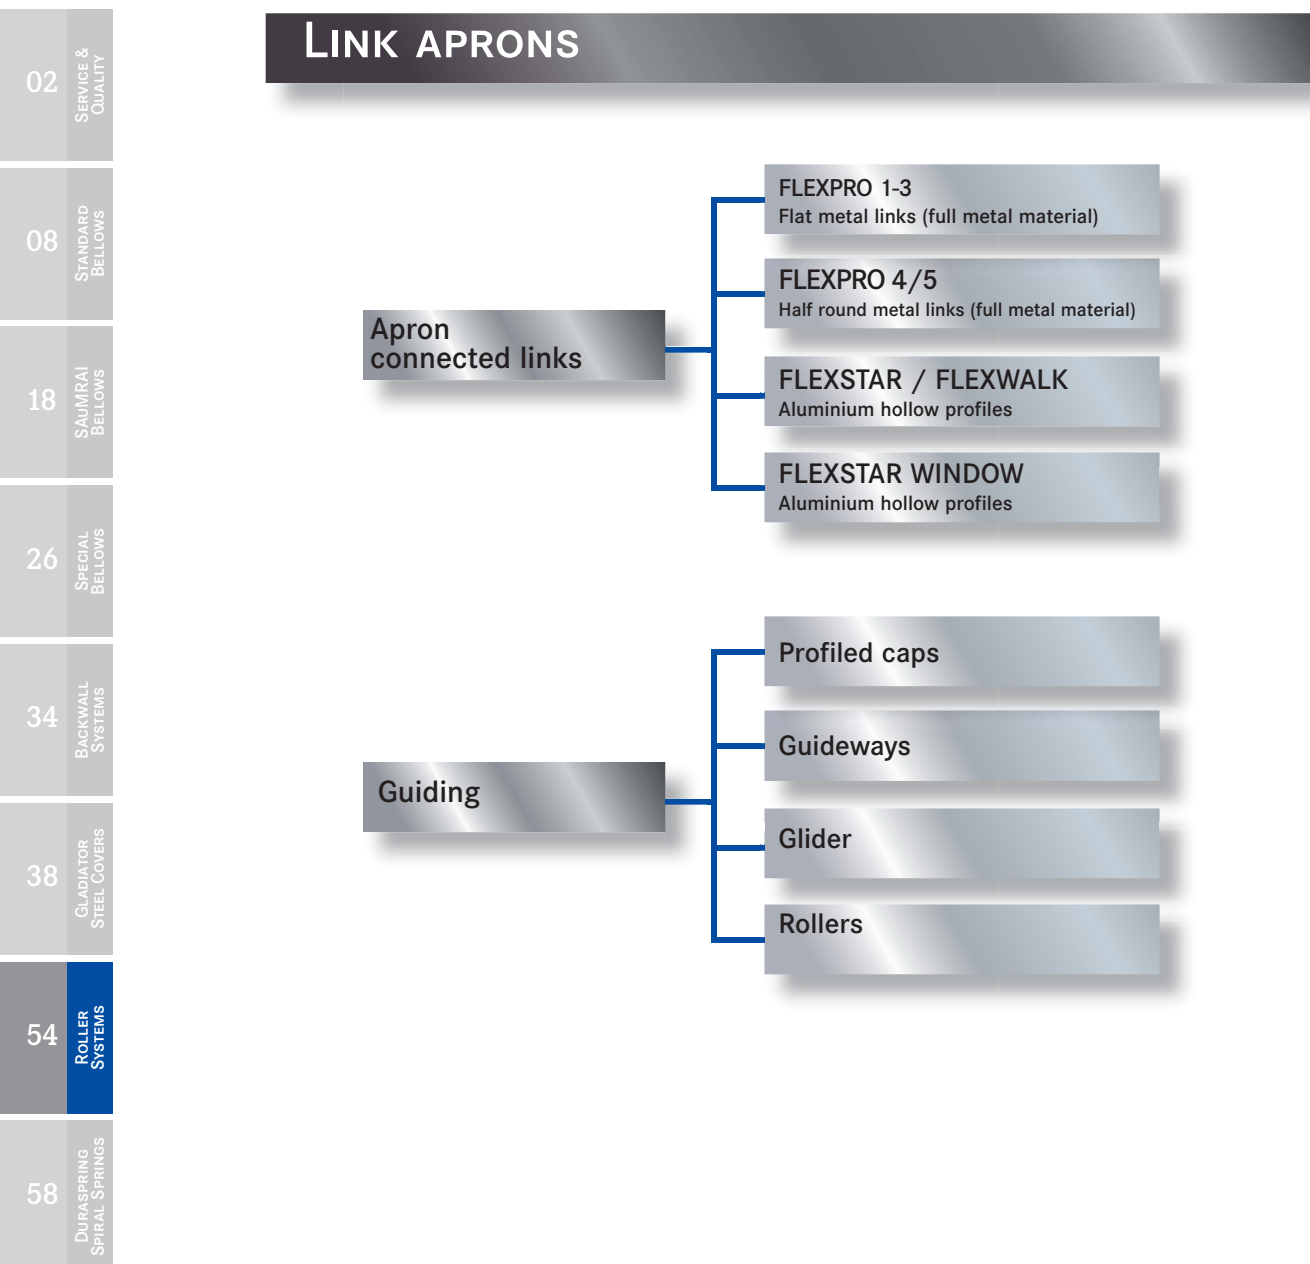 LINK APRONS
02
SERVICE &
QUALITY
08
STANDARD
BELLOWS
18
SAUMRAI
BELLOWS
26
SPECIAL
BELLOWS
34
BACKWALL
SYSTEMS
38
GLADIATOR
STEEL COVERS
54
ROLLER
SYSTEMS
58
DURASPRING
SPIRAL SPRINGS
Apron
connected links
FLEXPRO 1-3
Flat metal links (full metal material)
FLEXPRO 4/5
Half round metal links (full metal material)
FLEXSTAR / FLEXWALK
Aluminium hollow profiles
FLEXSTAR WINDOW
Aluminium hollow profiles
Guiding
Profiled caps
Guideways
Glider
Rollers